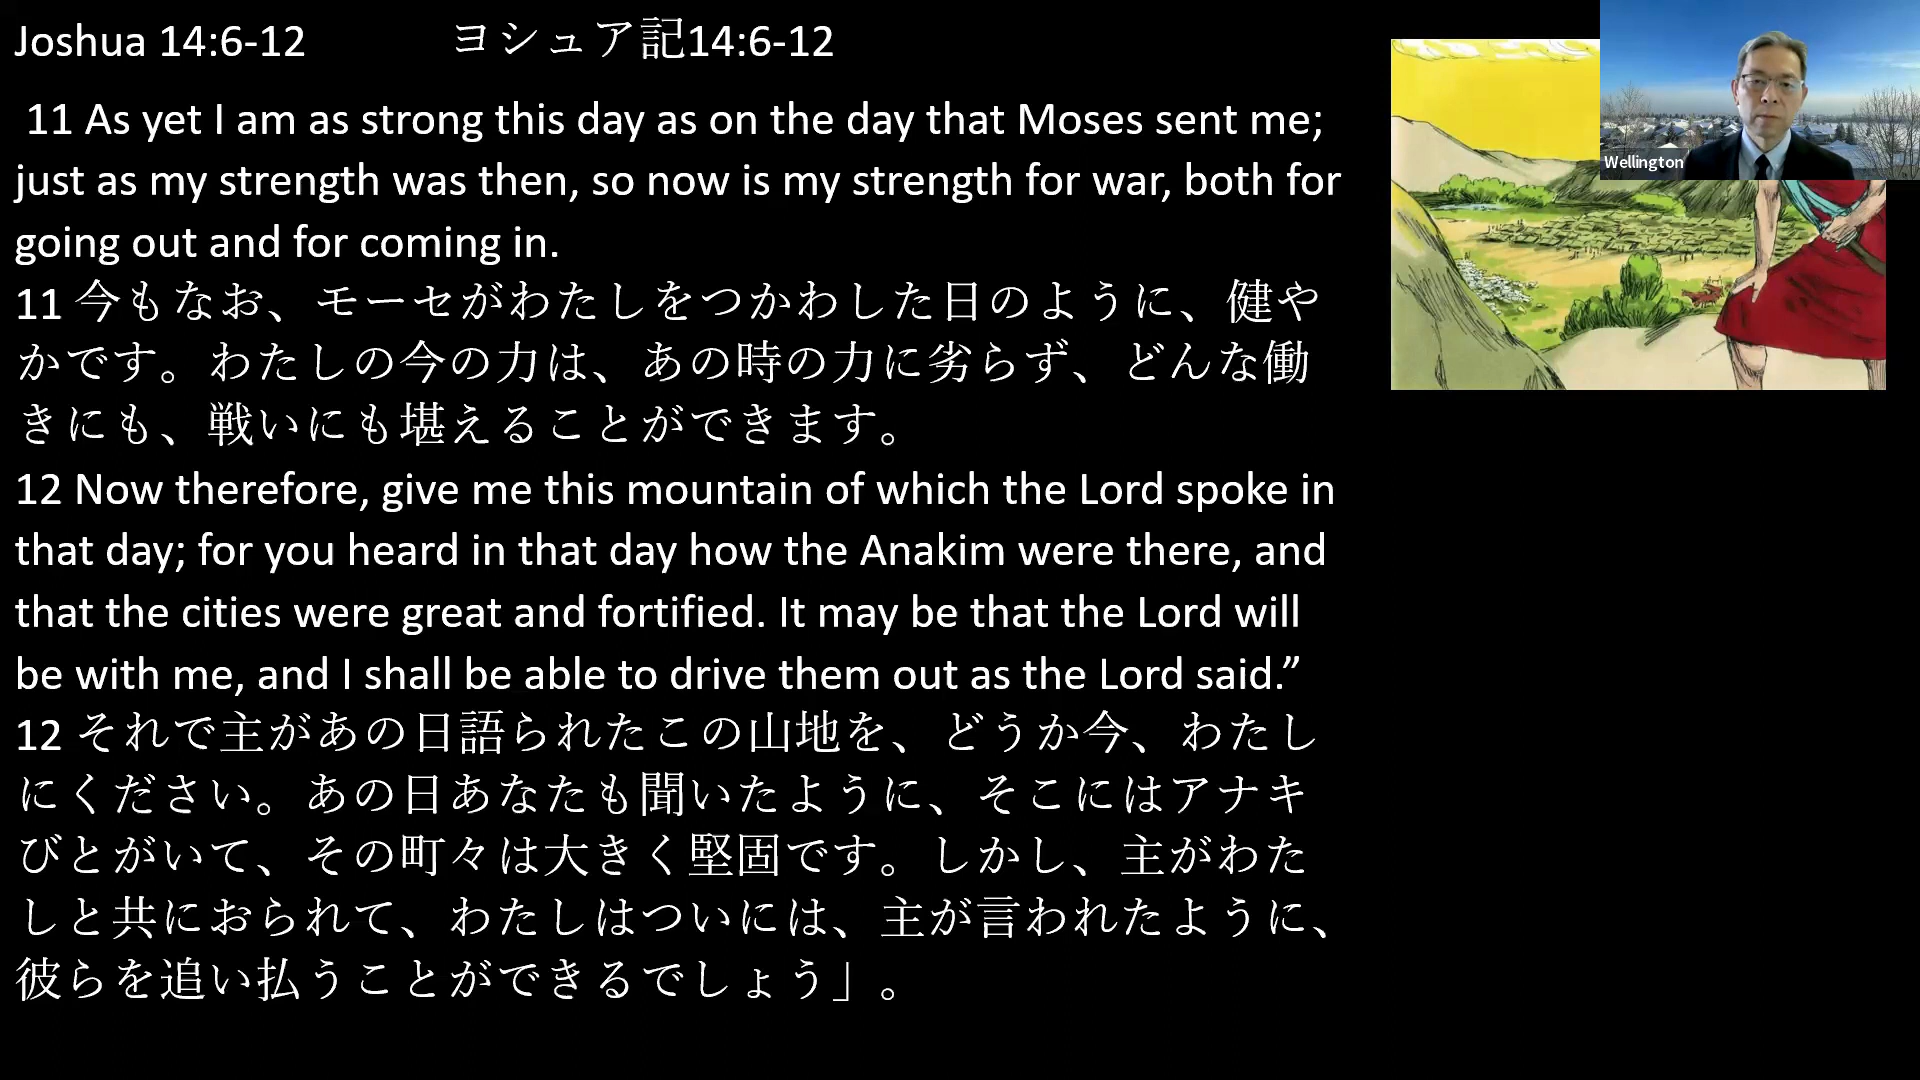 Joshua 14:6-12 ヨシュア記14:6-12
11 As yet I am as strong this day as on the day that Moses sent me;
just as my strength was then, so now is my strength for war, both for
going out and for coming in.
11 今もなお、モーセがわたしをつかわした日のように、健や
かです。わたしの今の力は、あの時の力に劣らず、どんな働
きにも、戦いにも堪えることができます。
12 Now therefore, give me this mountain of which the Lord spoke in
that day; for you heard in that day how the Anakim were there, and
that the cities were great and fortified. It may be that the Lord will
be with me, and I shall be able to drive them out as the Lord said.”
12 それで主があの日語られたこの山地を、どうか今、わたし
にください。あの日あなたも聞いたように、そこにはアナキ
びとがいて、その町々は大きく堅固です。しかし、主がわた
しと共におられて、わたしはついには、主が言われたように、
彼らを追い払うことができるでしょう」。
Wellington